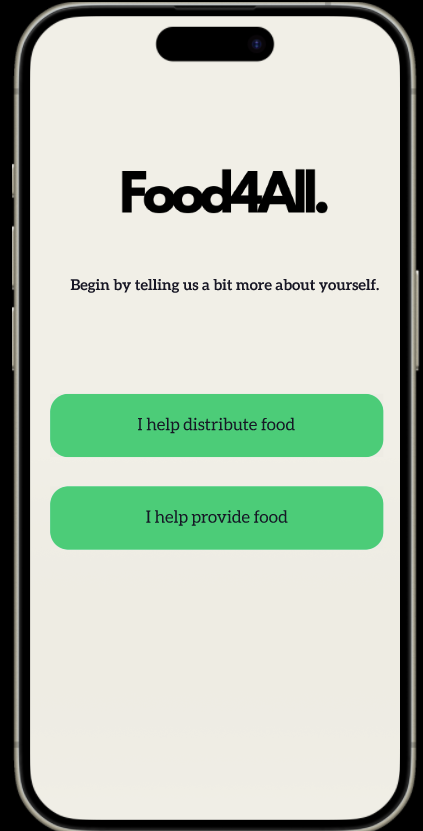 Food4All.
Begin by telling us a bit more about yourself.
I help distribute food
I help provide food